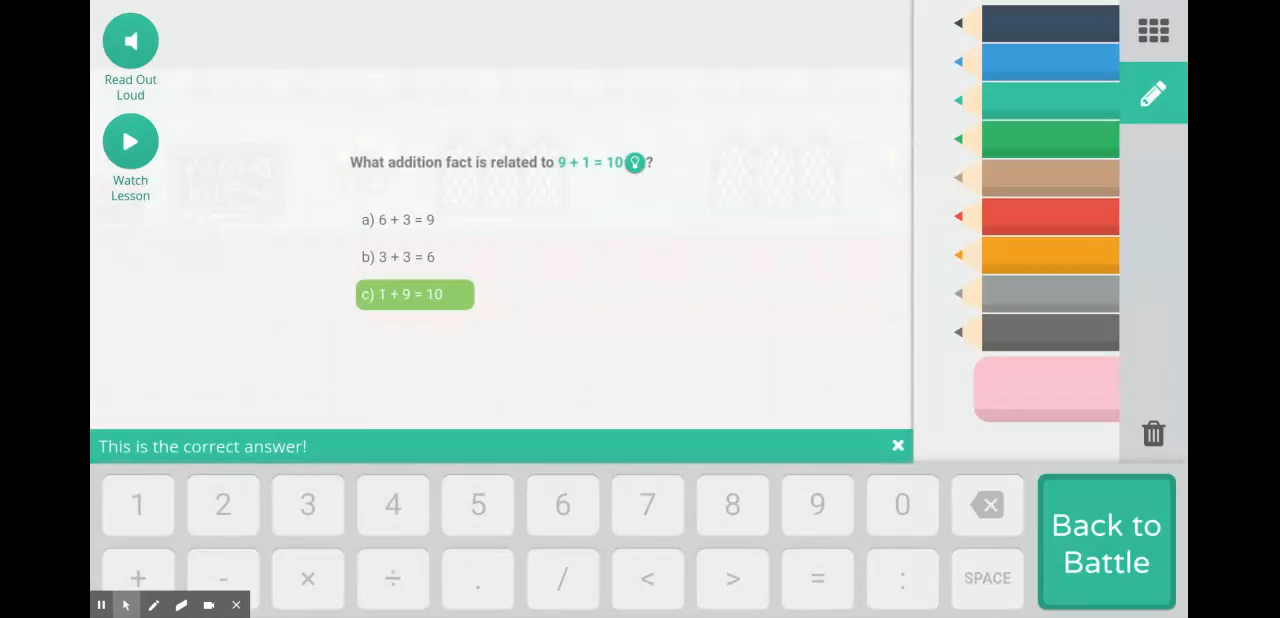 Read Out
Loud
Watch
Lesson
What addition fact is related to 9 + 1 = 10 ?
a) 6 + 3 = 9
b) 3 + 3 = 6
c) 1 + 9 = 10
This is the correct answer!
1 2 3 4 5 6 7 8 9 0
+ - × ÷ . / < > = : SPACE
Back to
Battle